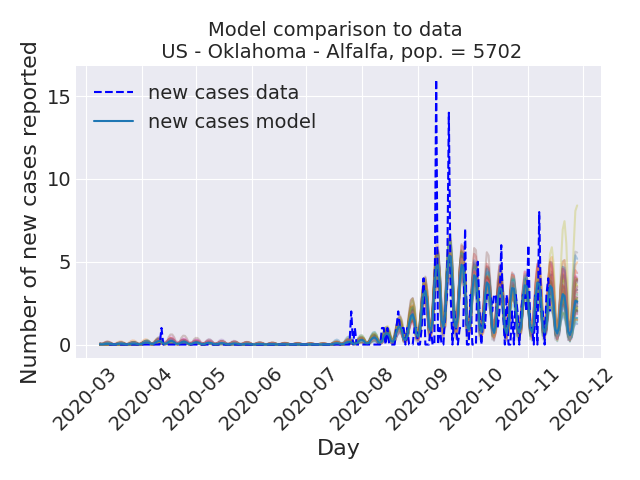 Model comparison to data
US - Oklahoma - Alfalfa, pop. = 5702
Number of new cases reported
15
10
5
0
new cases data
new cases model
2020-03
2020-04
2020-05
2020-06
2020-07
2020-08
2020-09
2020-10
2020-11
2020-12
Day